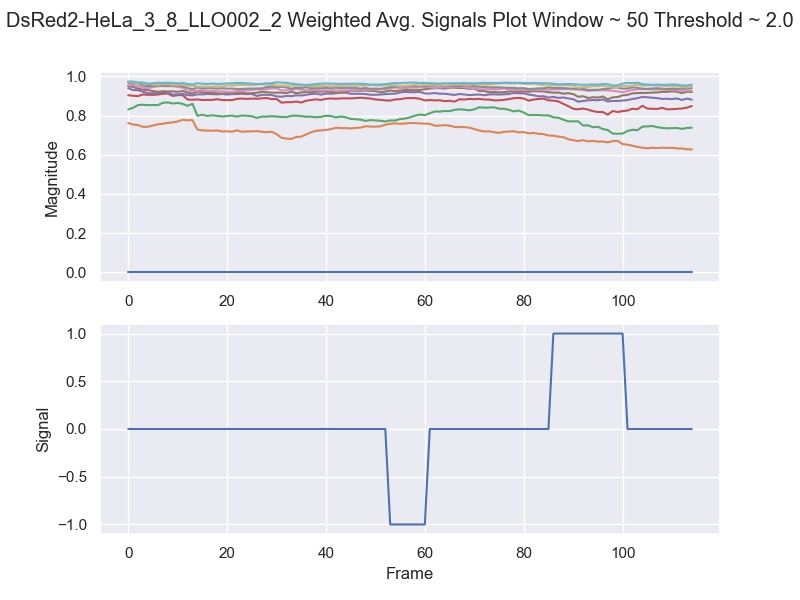 DsRed2-HeLa_3_8_LLO002_2 Weighted Avg. Signals Plot Window ~ 50 Threshold ~ 2.0
1.0
0.8
0.6
0.4
0.2
0.0
Magnitude
0 20 40 60 80 100
1.0
0.5
0.0
−0.5
−1.0
Signal
0 20 40 60 80 100
Frame